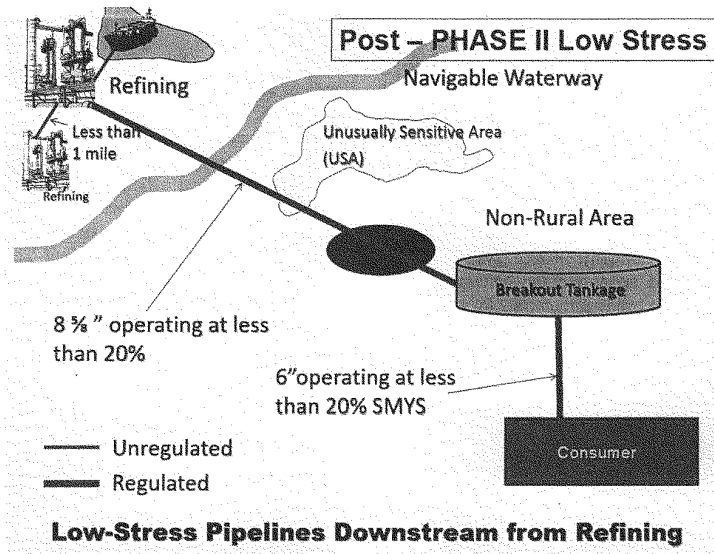 Post – PHASE II Low Stress
Navigable Waterway
Refining
Less than
1 mile
Refining
Unusually Sensitive Area
(USA)
Non-Rural Area
Breakout Tankage
8 ⅝ ” operating at less
than 20%
6”operating at less
than 20% SMYS
Consumer
Unregulated
Regulated
Low-Stress Pipelines Downstream from Refining